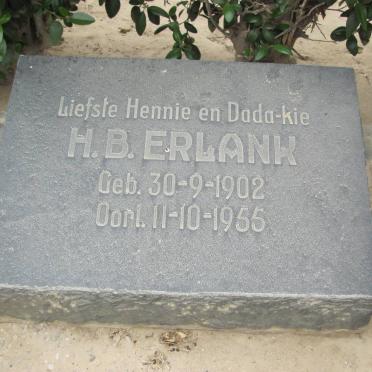 Liefste Hennie en Dada-kie
H.B. ERLANK
Geb. 30-9-1902
Oorl. 11-10-1955